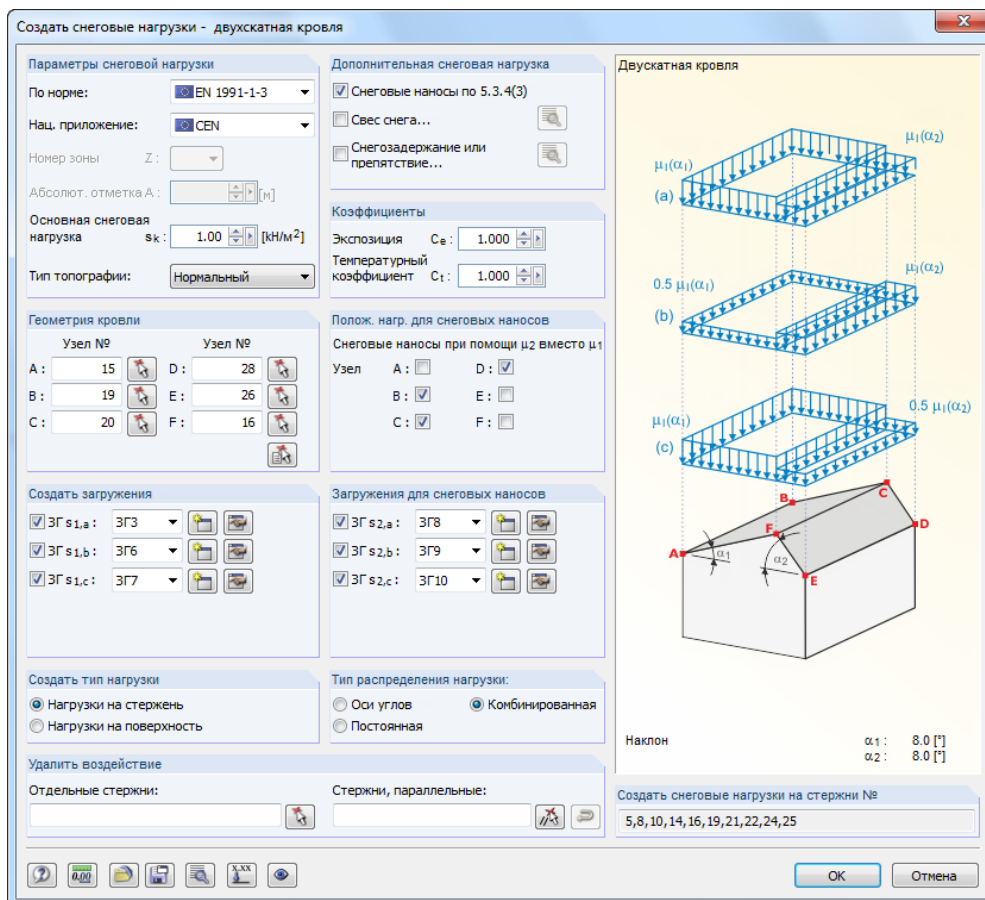 Создать снеговые нагрузки - двухскатная кровля
Параметры снеговой нагрузки
По норме: EN 1991-1-3
Нац. приложение: CEN
Номер зоны Z :
Абсолют. отметка A : [м]
Основная снеговая
нагрузка sk : 1.00 [kH/м²]
Тип топографии: Нормальный
Дополнительная снеговая нагрузка
Снеговые наносы по 5.3.4(3)
Свес снега...
Снегозадержание или
препятствие...
Коэффициенты
Экспозиция Ce : 1.000
Температурный
коэффициент Ct : 1.000
Геометрия кровли
Узел № Узел №
A : 15 D : 28
B : 19 E : 26
C : 20 F : 16
Полож. нагр. для снеговых наносов
Снеговые наносы при помощи μ2 вместо μ1
Узел A : D :
B : E :
C : F :
Создать загружения
ЗГ s1,a : ЗГ3
ЗГ s1,b : ЗГ6
ЗГ s1,c : ЗГ7
Загружения для снеговых наносов
ЗГ s2,a : ЗГ8
ЗГ s2,b : ЗГ9
ЗГ s2,c : ЗГ10
Создать тип нагрузки
Нагрузки на стержень
Нагрузки на поверхность
Тип распределения нагрузки:
Оси углов Комбинированная
Постоянная
Удалить воздействие
Отдельные стержни: Стержни, параллельные:
Двускатная кровля
μ1(α2)
μ1(α1)
(a)
μ1(α2)
0.5 μ1(α1)
(b)
0.5 μ1(α2)
μ1(α1)
(c)
B
C
F
D
A
α1
α2
E
Наклон α1 : 8.0 [°]
α2 : 8.0 [°]
Создать снеговые нагрузки на стержни №
5,8,10,14,16,19,21,22,24,25
0.00
X.XX
OK
Отмена